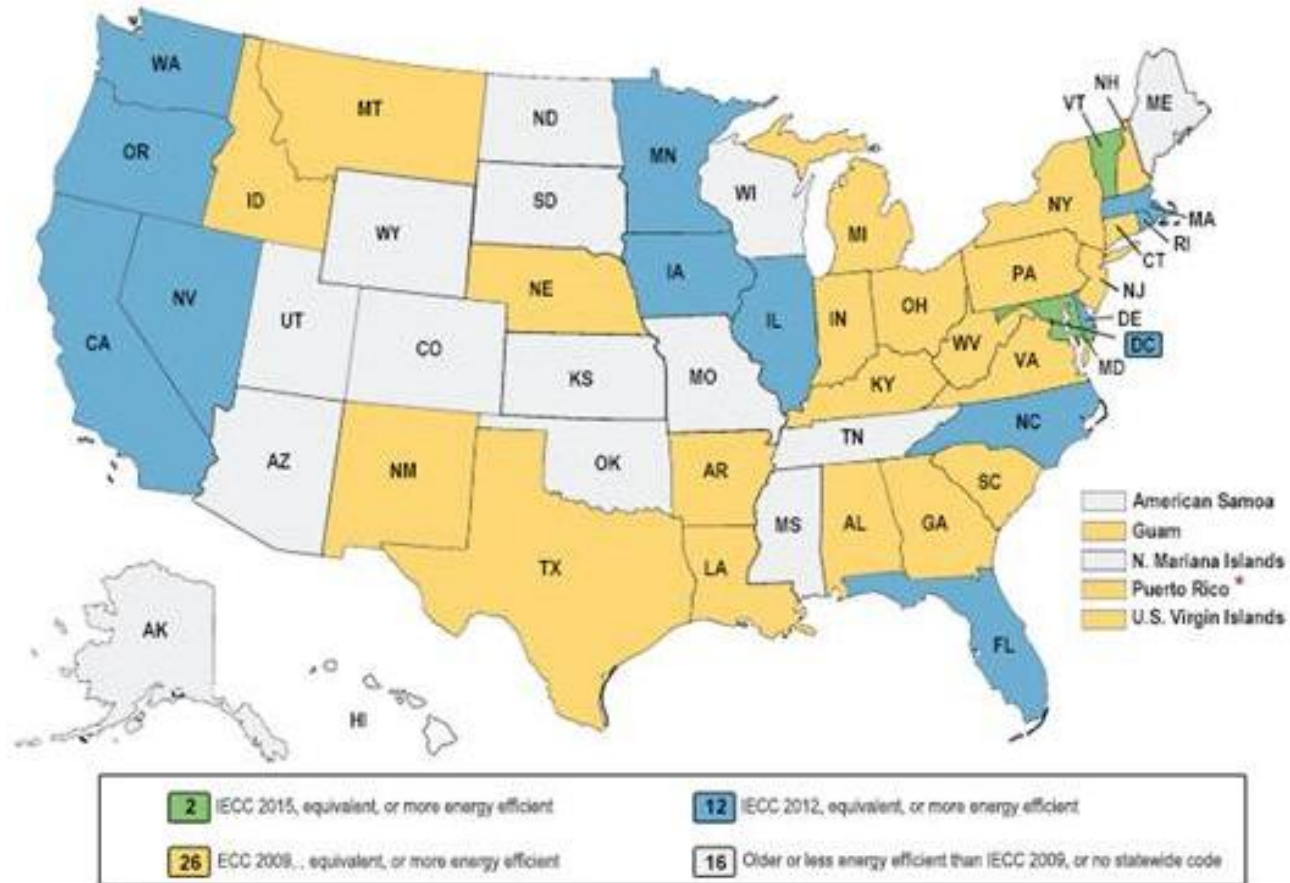 WA
MT
ND
MN
VT
NH
ME
OR
ID
SD
WI
WY
MI
NY
MA
RI
CT
NV
NE
IA
PA
NJ
CA
UT
CO
IL
IN
OH
DE
DC
MD
WV
VA
KS
MO
KY
NC
TN
AZ
NM
OK
AR
SC
MS
AL
GA
TX
LA
FL
AK
HI
American Samoa
Guam
N. Mariana Islands
Puerto Rico *
U.S. Virgin Islands
2 IECC 2015, equivalent, or more energy efficient
12 IECC 2012, equivalent, or more energy efficient
26 ECC 2009, , equivalent, or more energy efficient
16 Older or less energy efficient than IECC 2009, or no statewide code